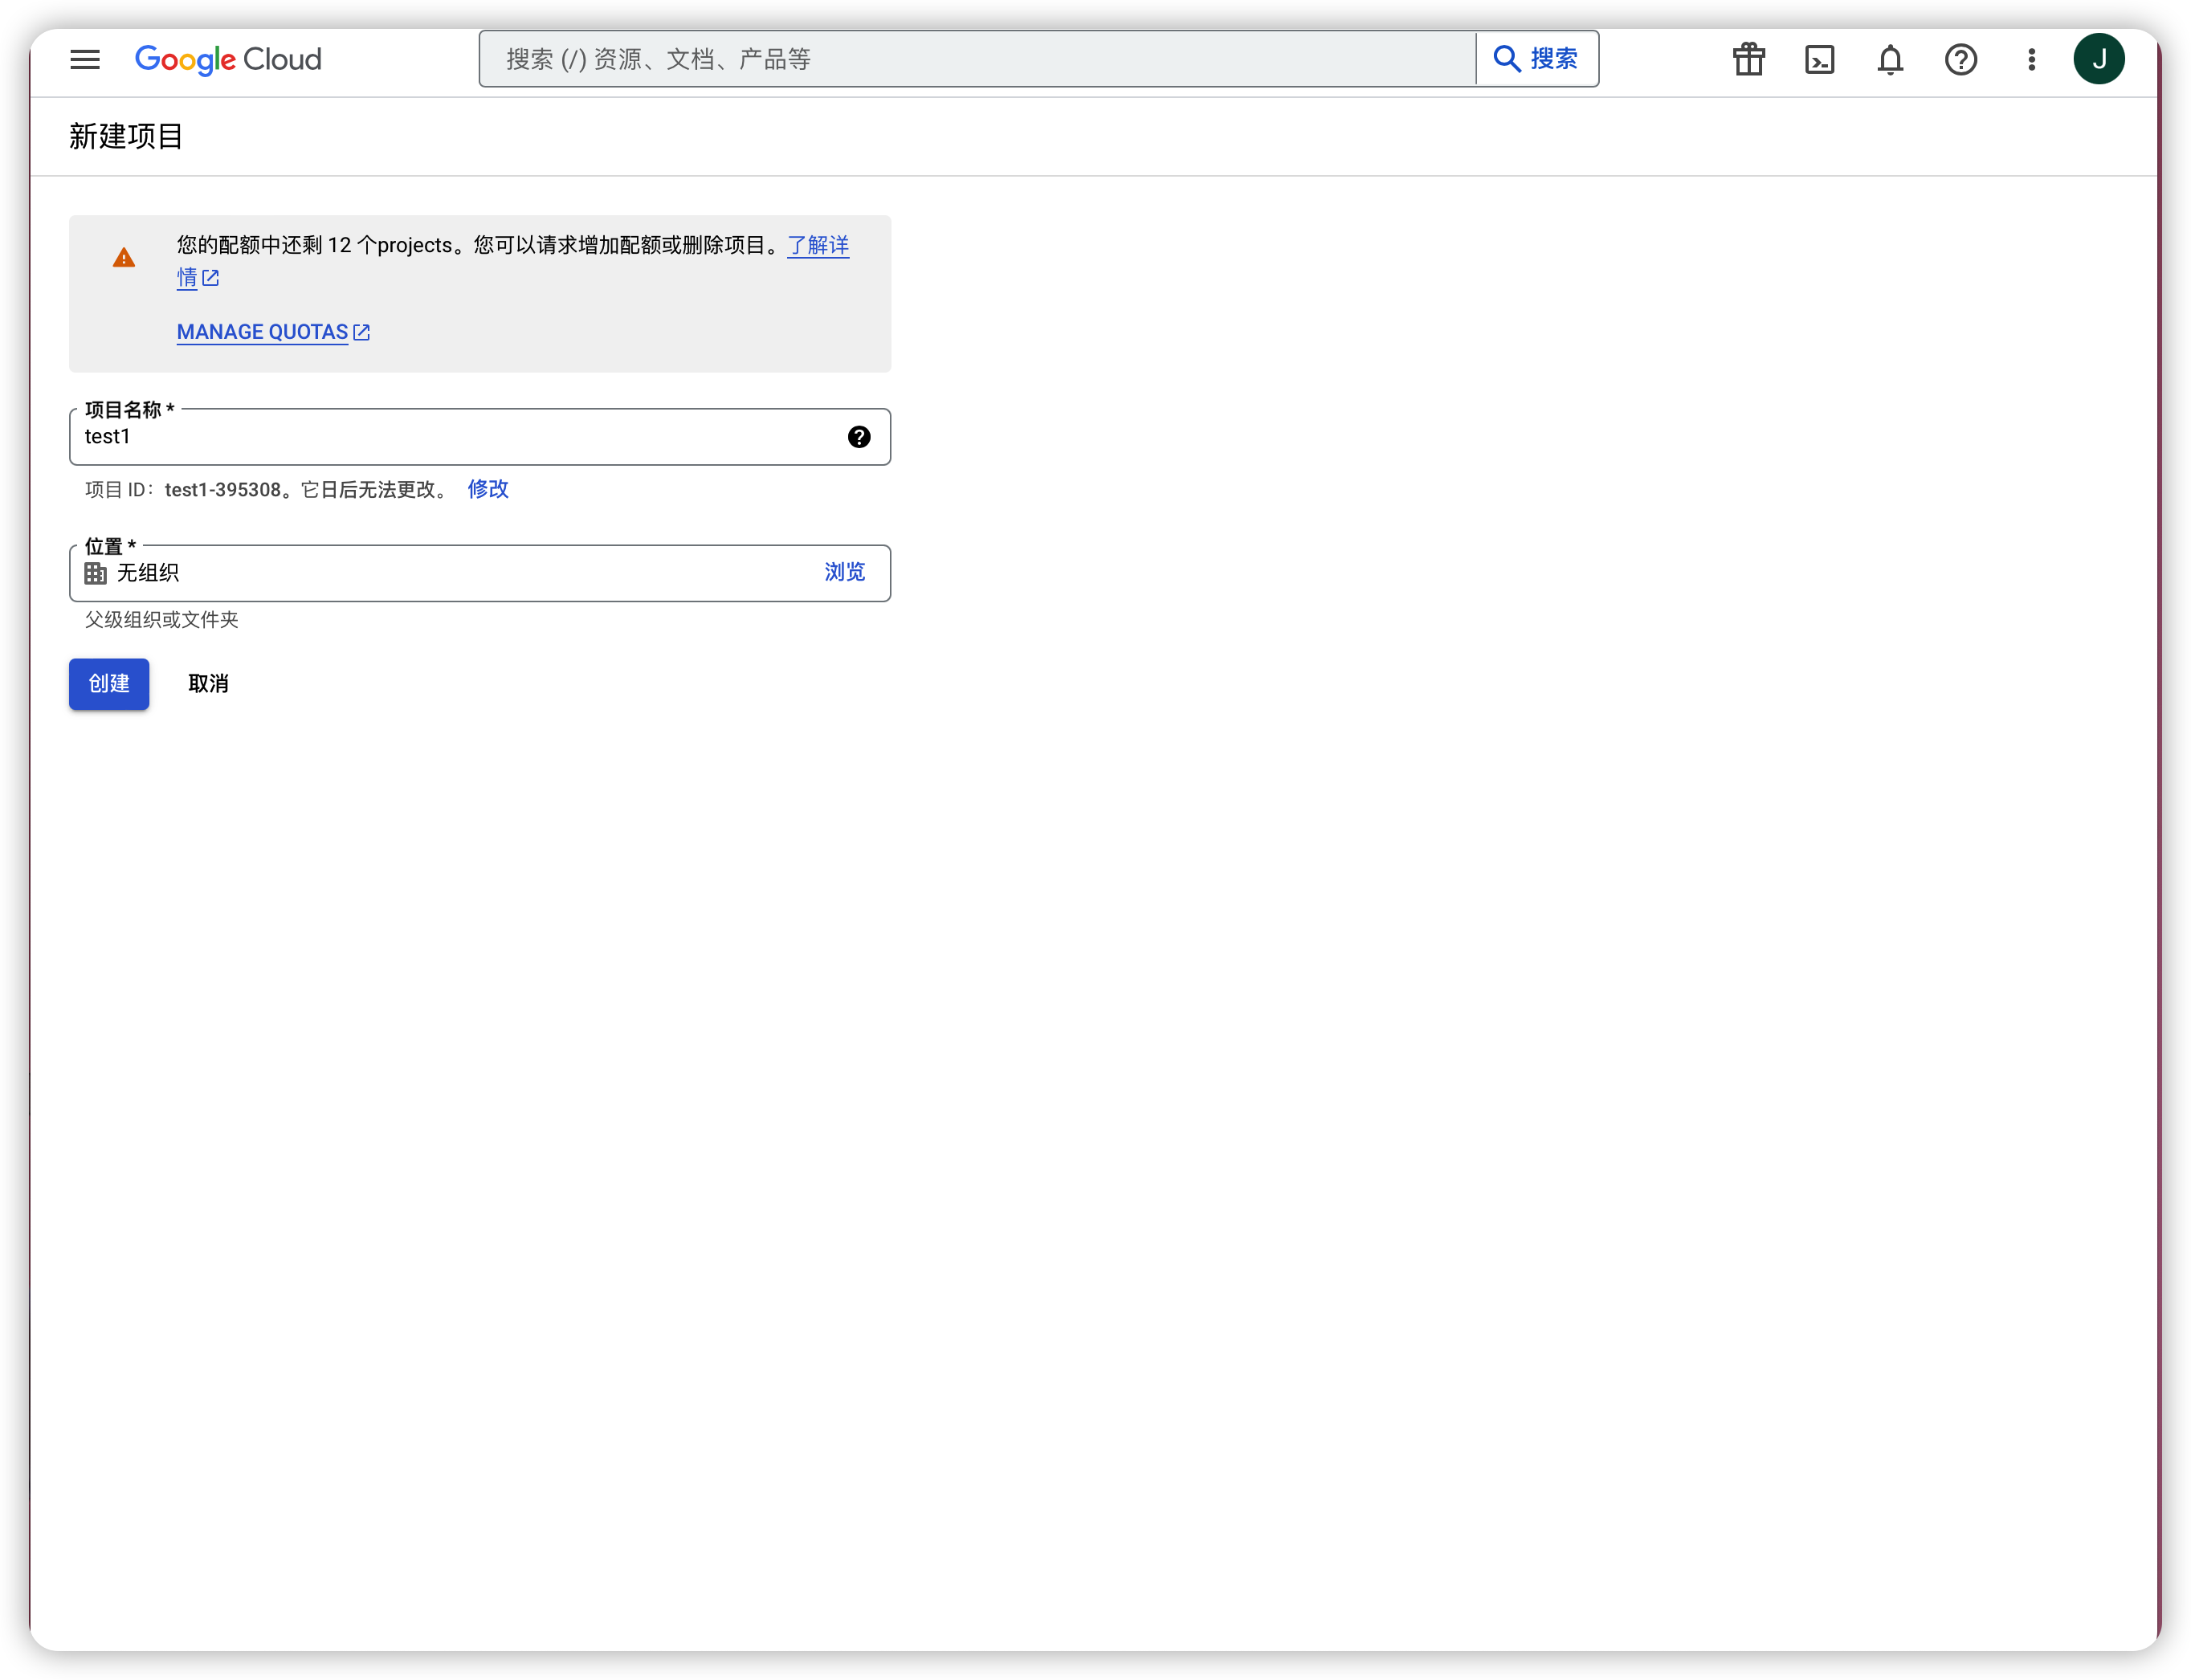 Google Cloud
搜索 (/) 资源、文档、产品等
搜索
J
新建项目
您的配额中还剩 12 个projects。您可以请求增加配额或删除项目。了解详
情
MANAGE QUOTAS
项目名称 *
test1
项目 ID：test1-395308。它日后无法更改。 修改
位置 *
无组织
浏览
父级组织或文件夹
创建
取消